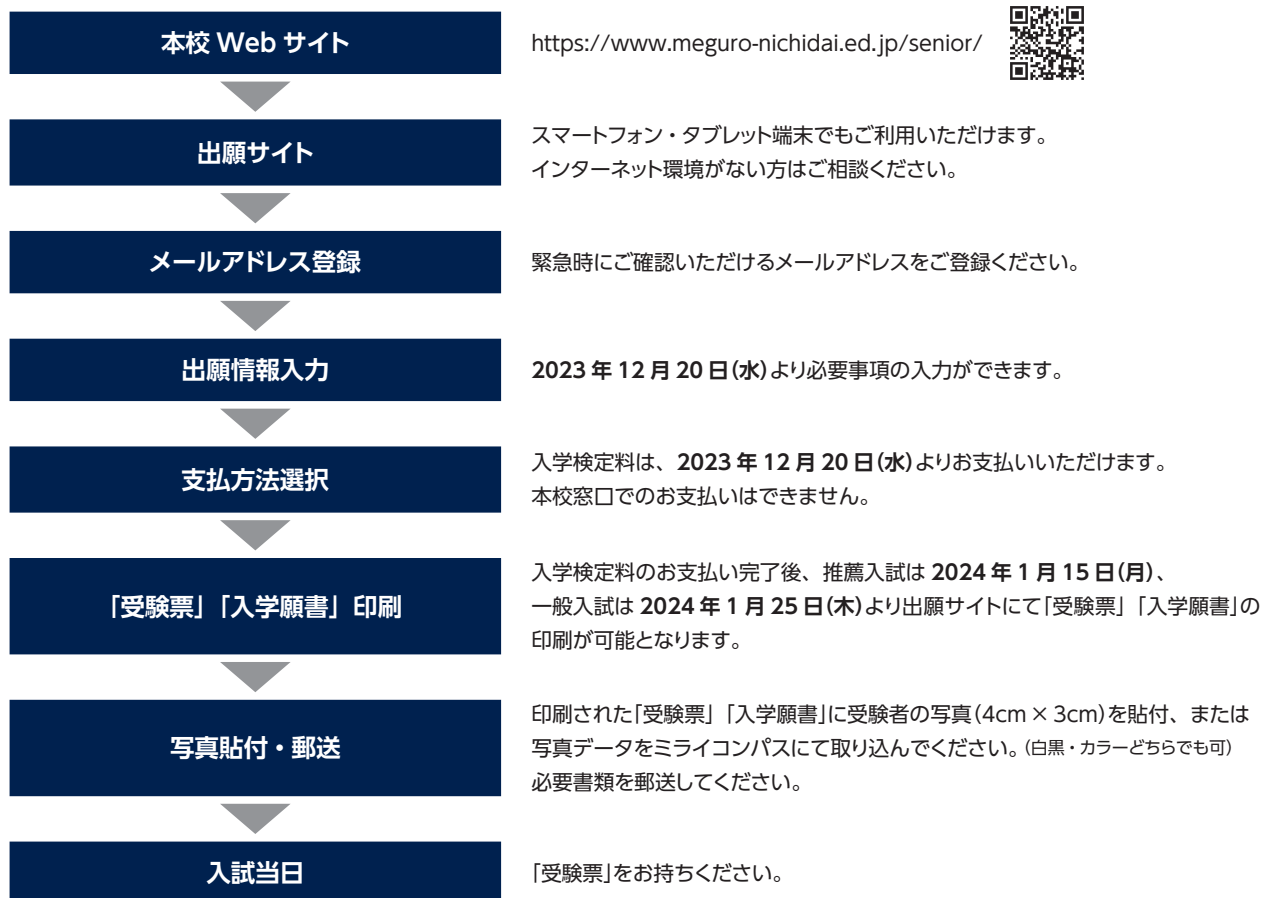 本校 Web サイト
https://www.meguro-nichidai.ed.jp/senior/
出願サイト
スマートフォン・タブレット端末でもご利用いただけます。
インターネット環境がない方はご相談ください。
メールアドレス登録
緊急時にご確認いただけるメールアドレスをご登録ください。
出願情報入力
2023 年 12 月 20 日(水)より必要事項の入力ができます。
支払方法選択
入学検定料は、2023 年 12 月 20 日(水)よりお支払いいただけます。
本校窓口でのお支払いはできません。
「受験票」「入学願書」印刷
入学検定料のお支払い完了後、推薦入試は 2024 年 1 月 15 日(月)、
一般入試は 2024 年 1 月 25 日(木)より出願サイトにて「受験票」「入学願書」の
印刷が可能となります。
写真貼付・郵送
印刷された「受験票」「入学願書」に受験者の写真(4cm × 3cm)を貼付、または
写真データをミライコンパスにて取り込んでください。(白黒・カラーどちらでも可)
必要書類を郵送してください。
入試当日
「受験票」をお持ちください。